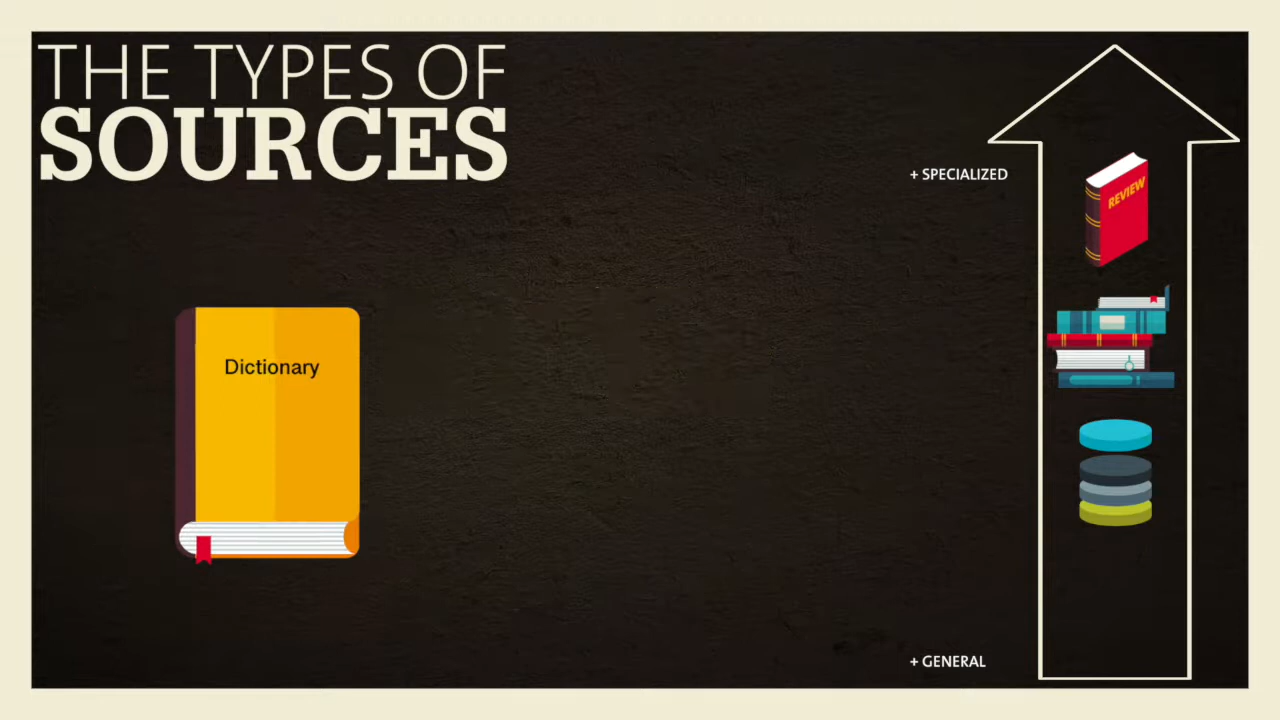 THE TYPES OF
SOURCES
+ SPECIALIZED
REVIEW
Dictionary
+ GENERAL